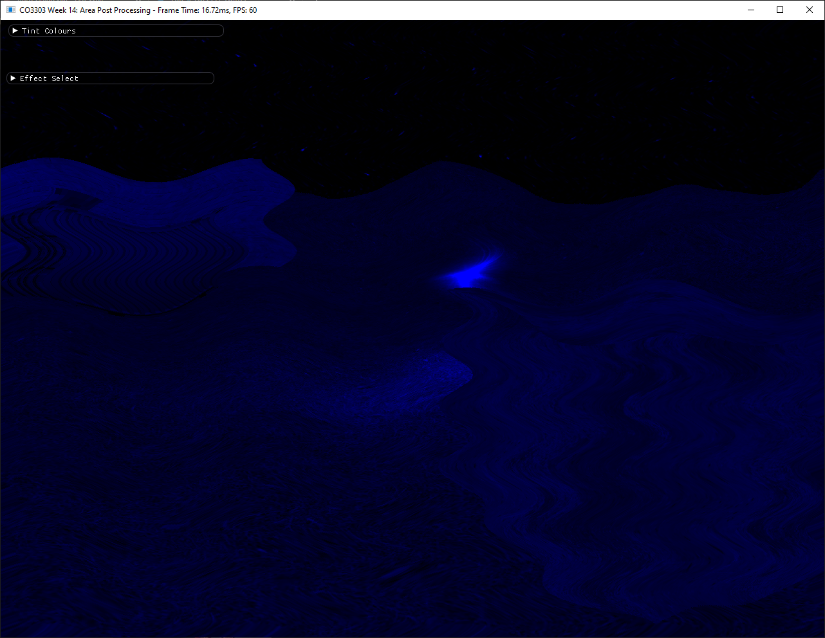 CO3303 Week 14: Area Post Processing - Frame Time: 16.72ms, FPS: 60
Tint Colours
Effect Select